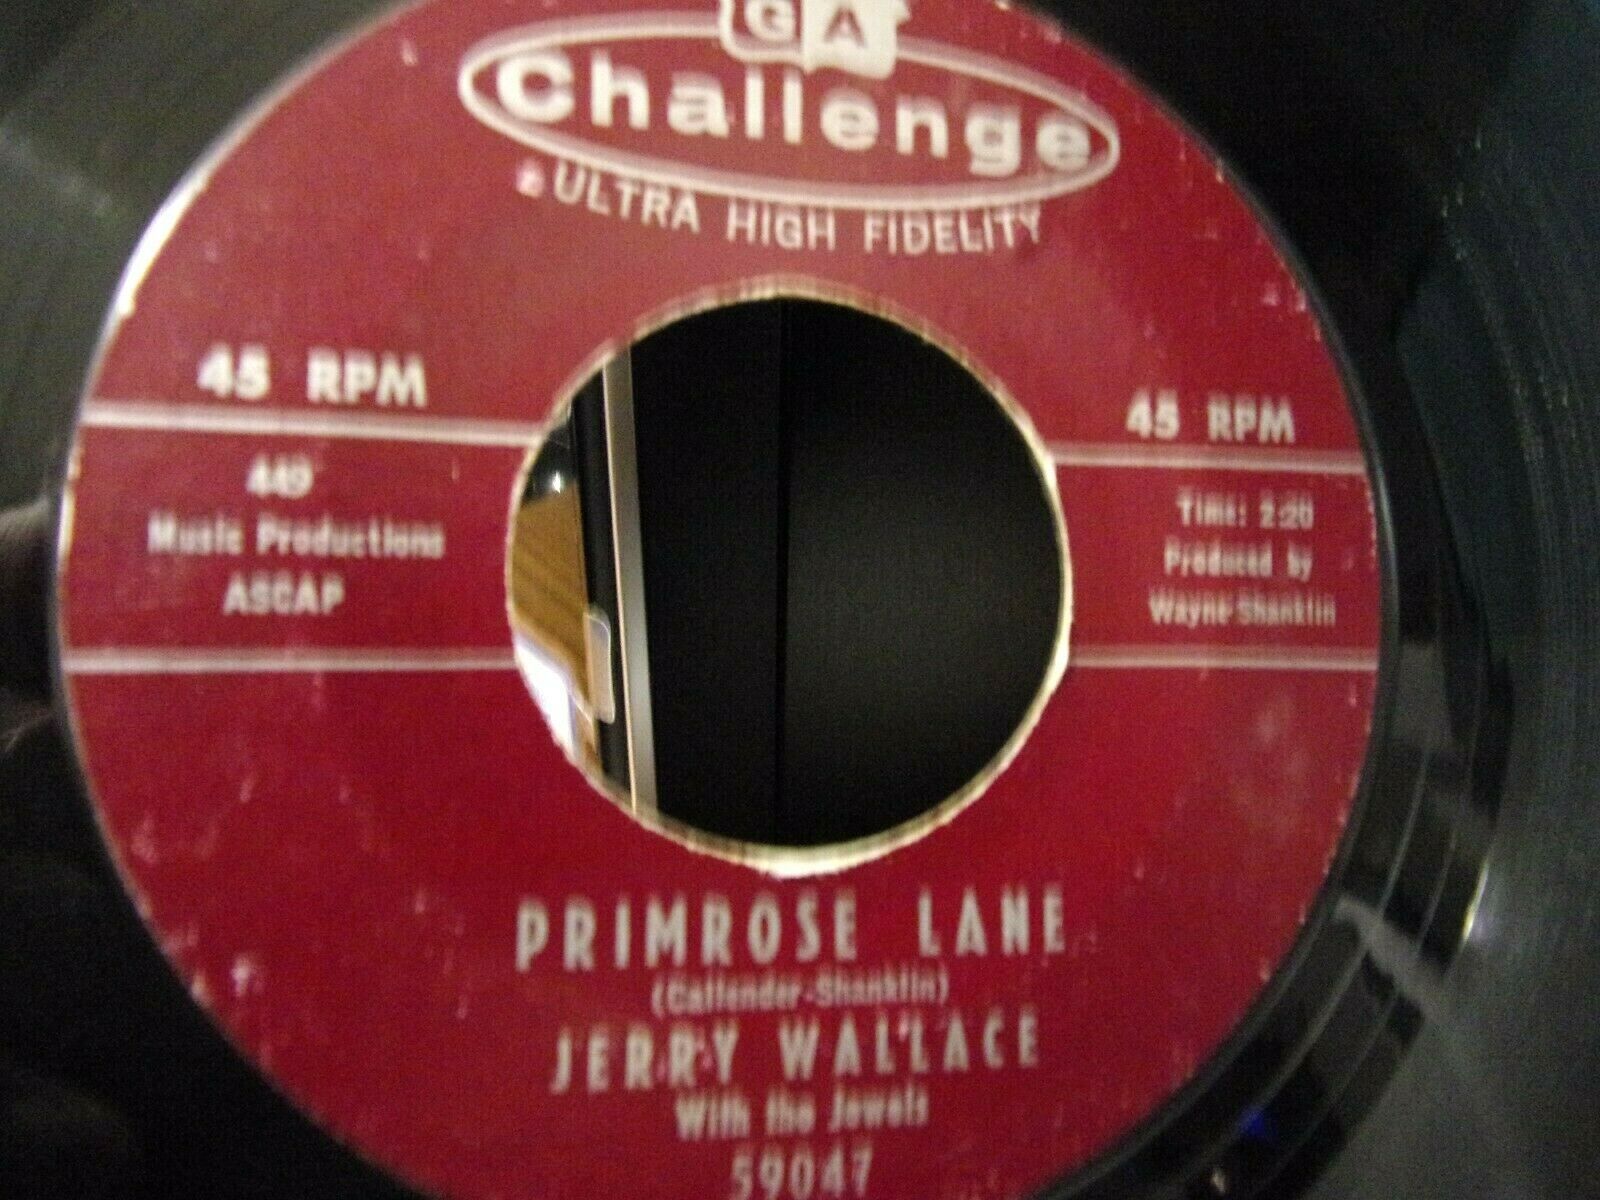 GA
Challenge
ULTRA HIGH FIDELITY
45 RPM
45 RPM
449
Music Productions
ASCAP
Time: 2:20
Produced by
Wayne Shanklin
PRIMROSE LANE
(Callender-Shanklin)
JERRY WALLACE
With the Jewels
59047